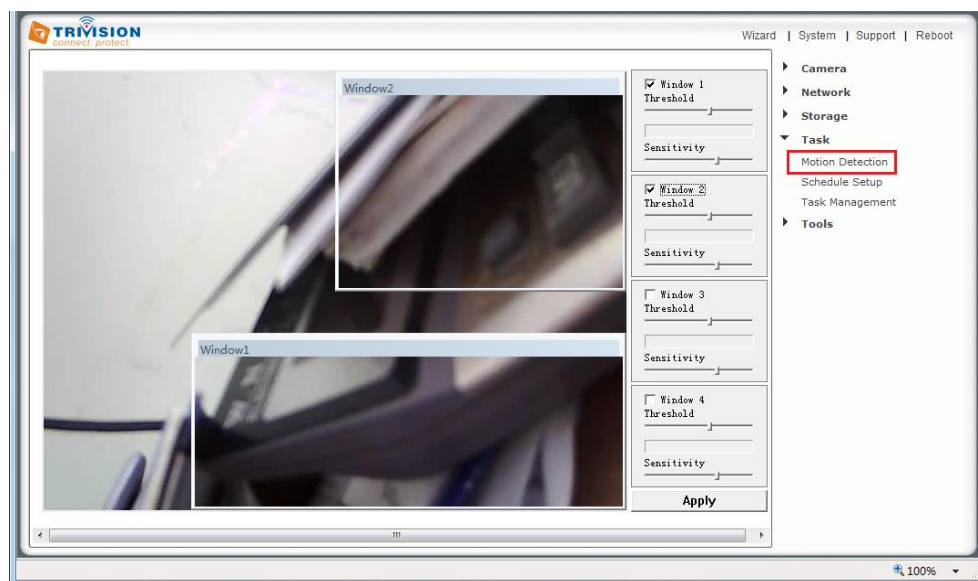 TRIVISION
connect. protect.
Wizard | System | Support | Reboot
Window2
Window1
Window 1
Threshold
Sensitivity
Window 2
Threshold
Sensitivity
Window 3
Threshold
Sensitivity
Window 4
Threshold
Sensitivity
Apply
Camera
Network
Storage
Task
Motion Detection
Schedule Setup
Task Management
Tools
100%